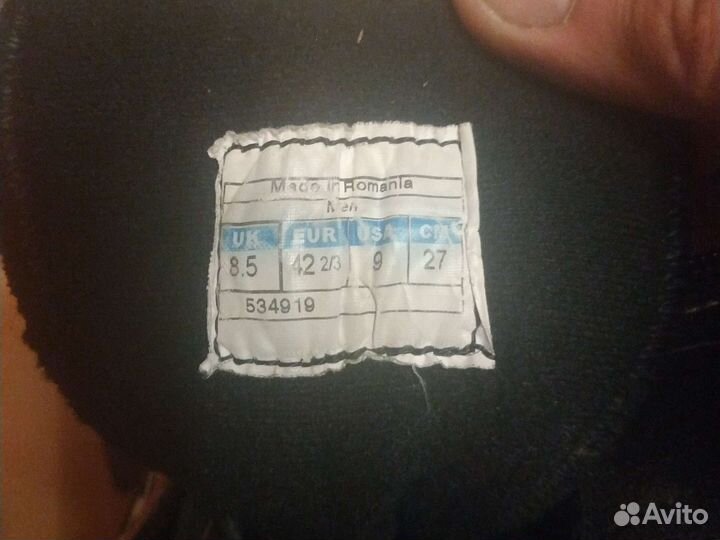 Made in Romania
Men
UK EUR USA CM
8.5 42 2/3 9 27
534919
Avito